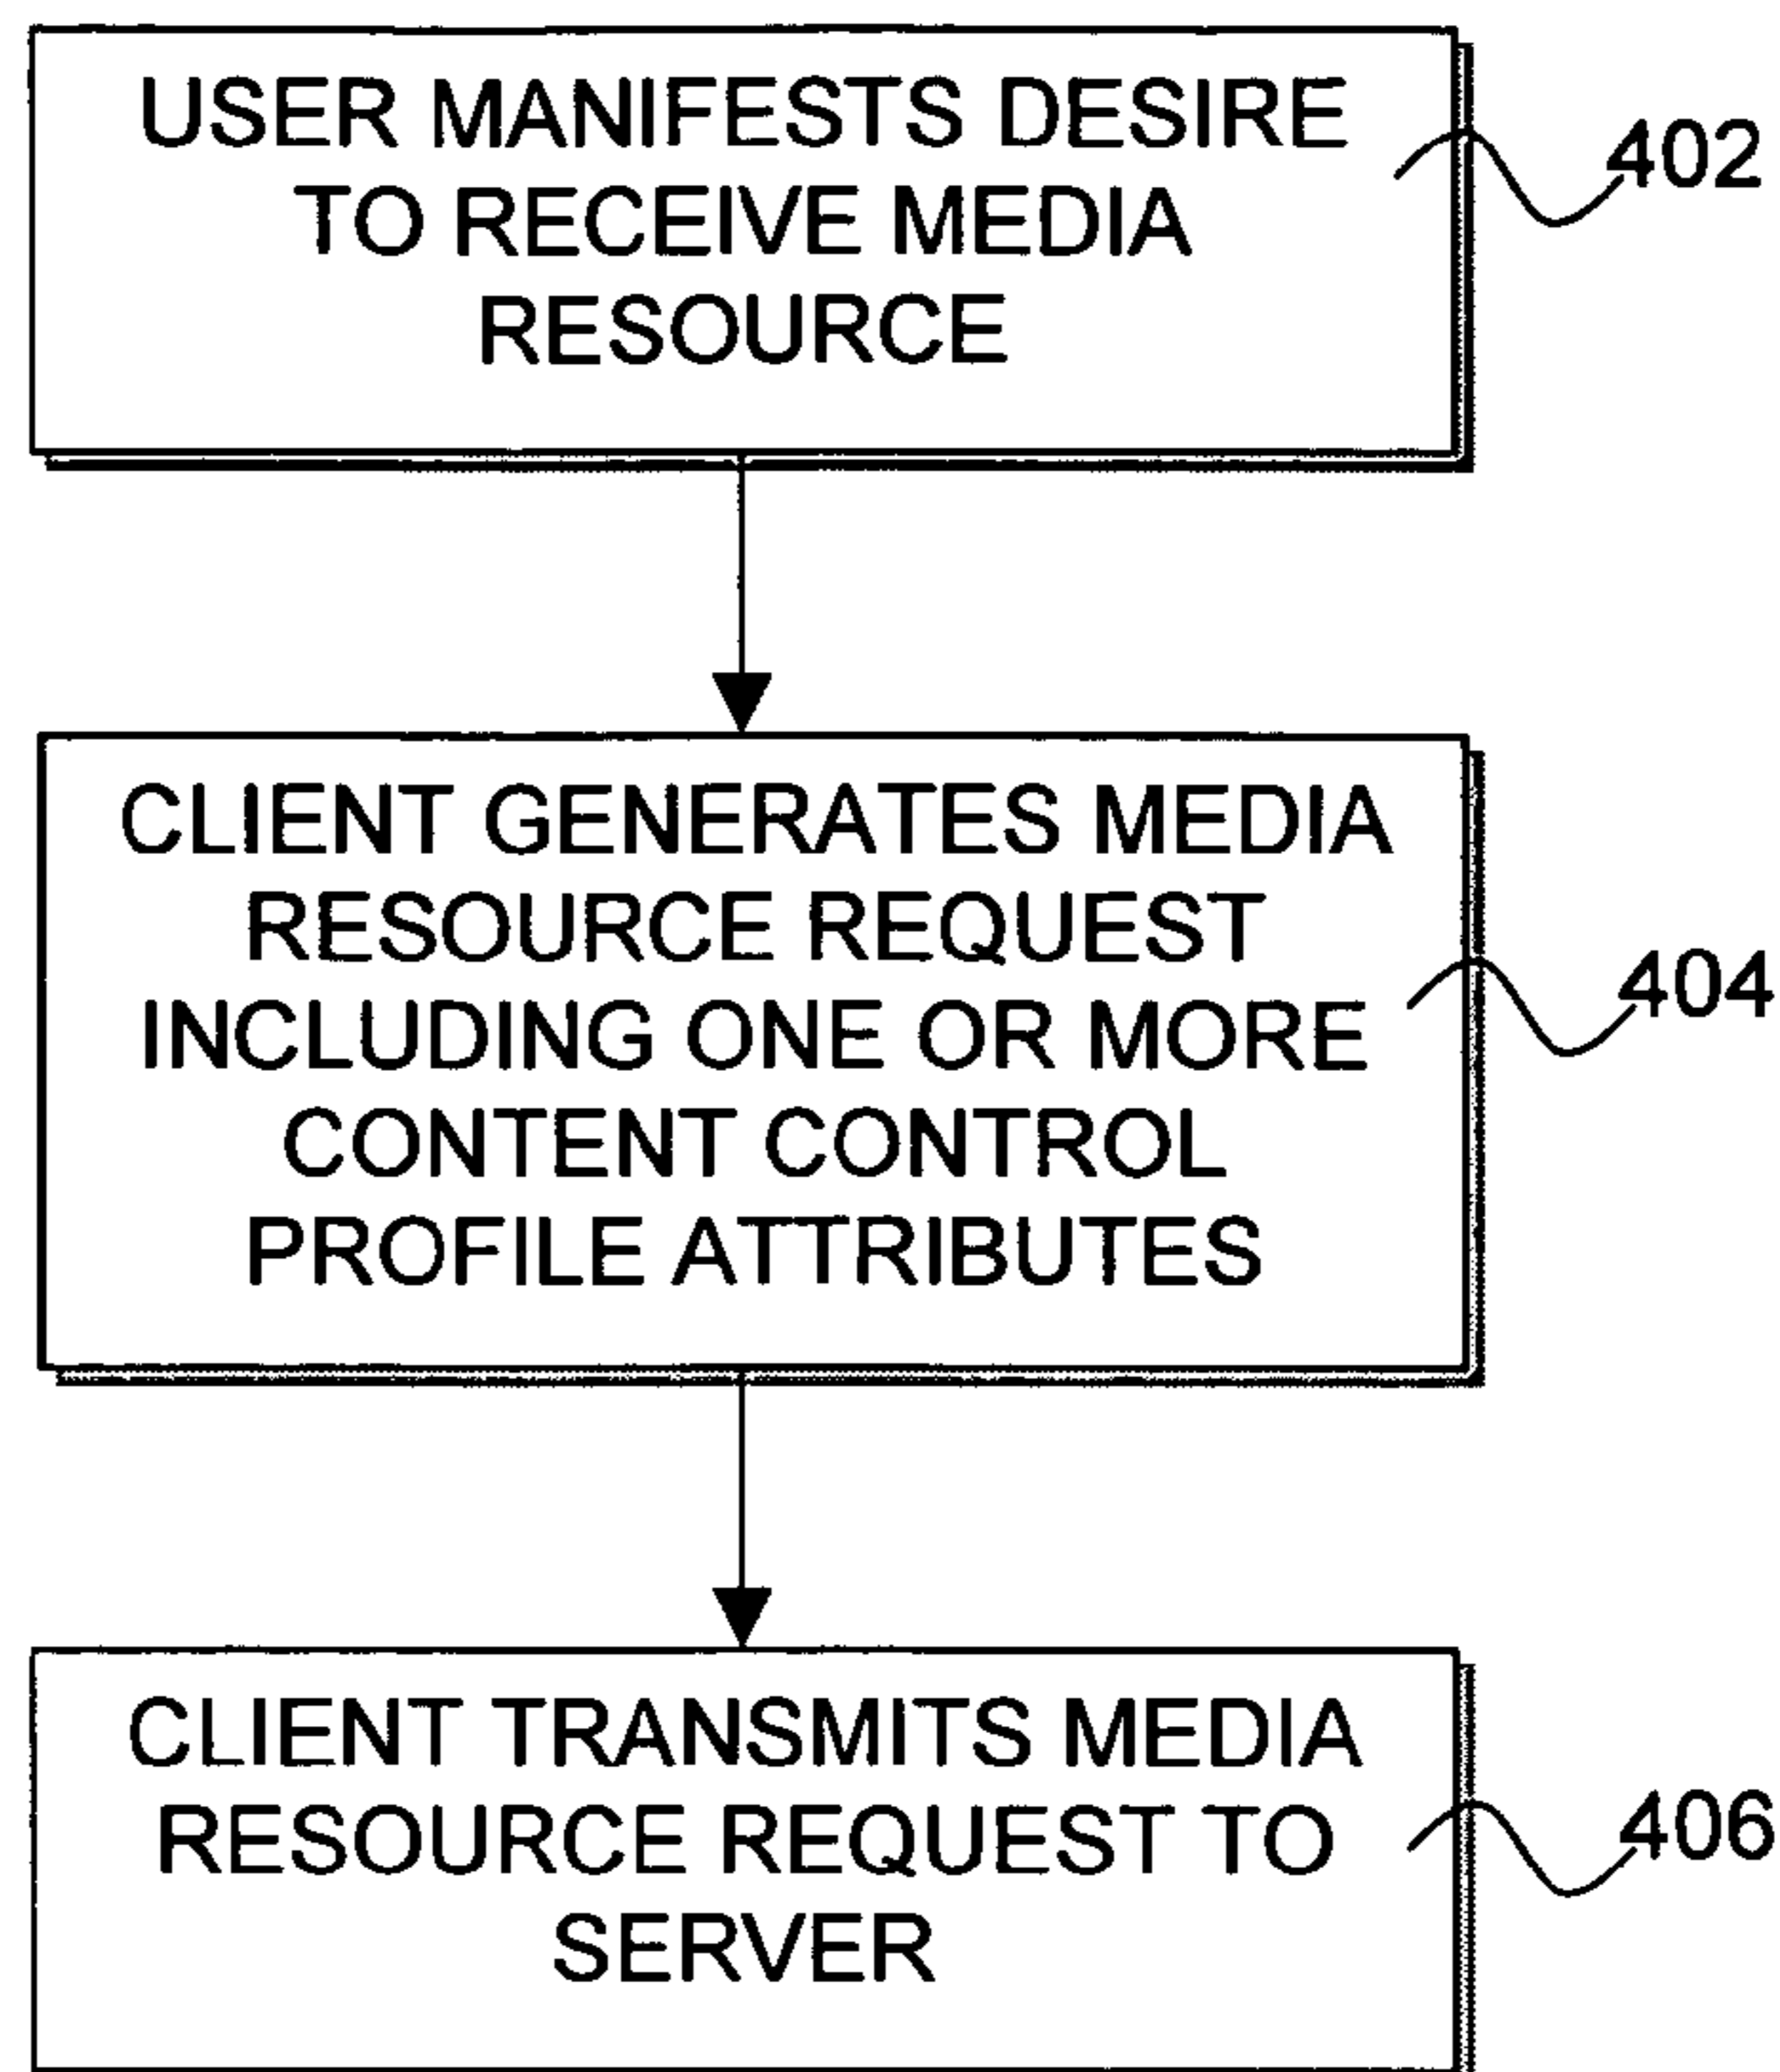 USER MANIFESTS DESIRE
TO RECEIVE MEDIA
RESOURCE
402
CLIENT GENERATES MEDIA
RESOURCE REQUEST
INCLUDING ONE OR MORE
CONTENT CONTROL
PROFILE ATTRIBUTES
404
CLIENT TRANSMITS MEDIA
RESOURCE REQUEST TO
SERVER
406